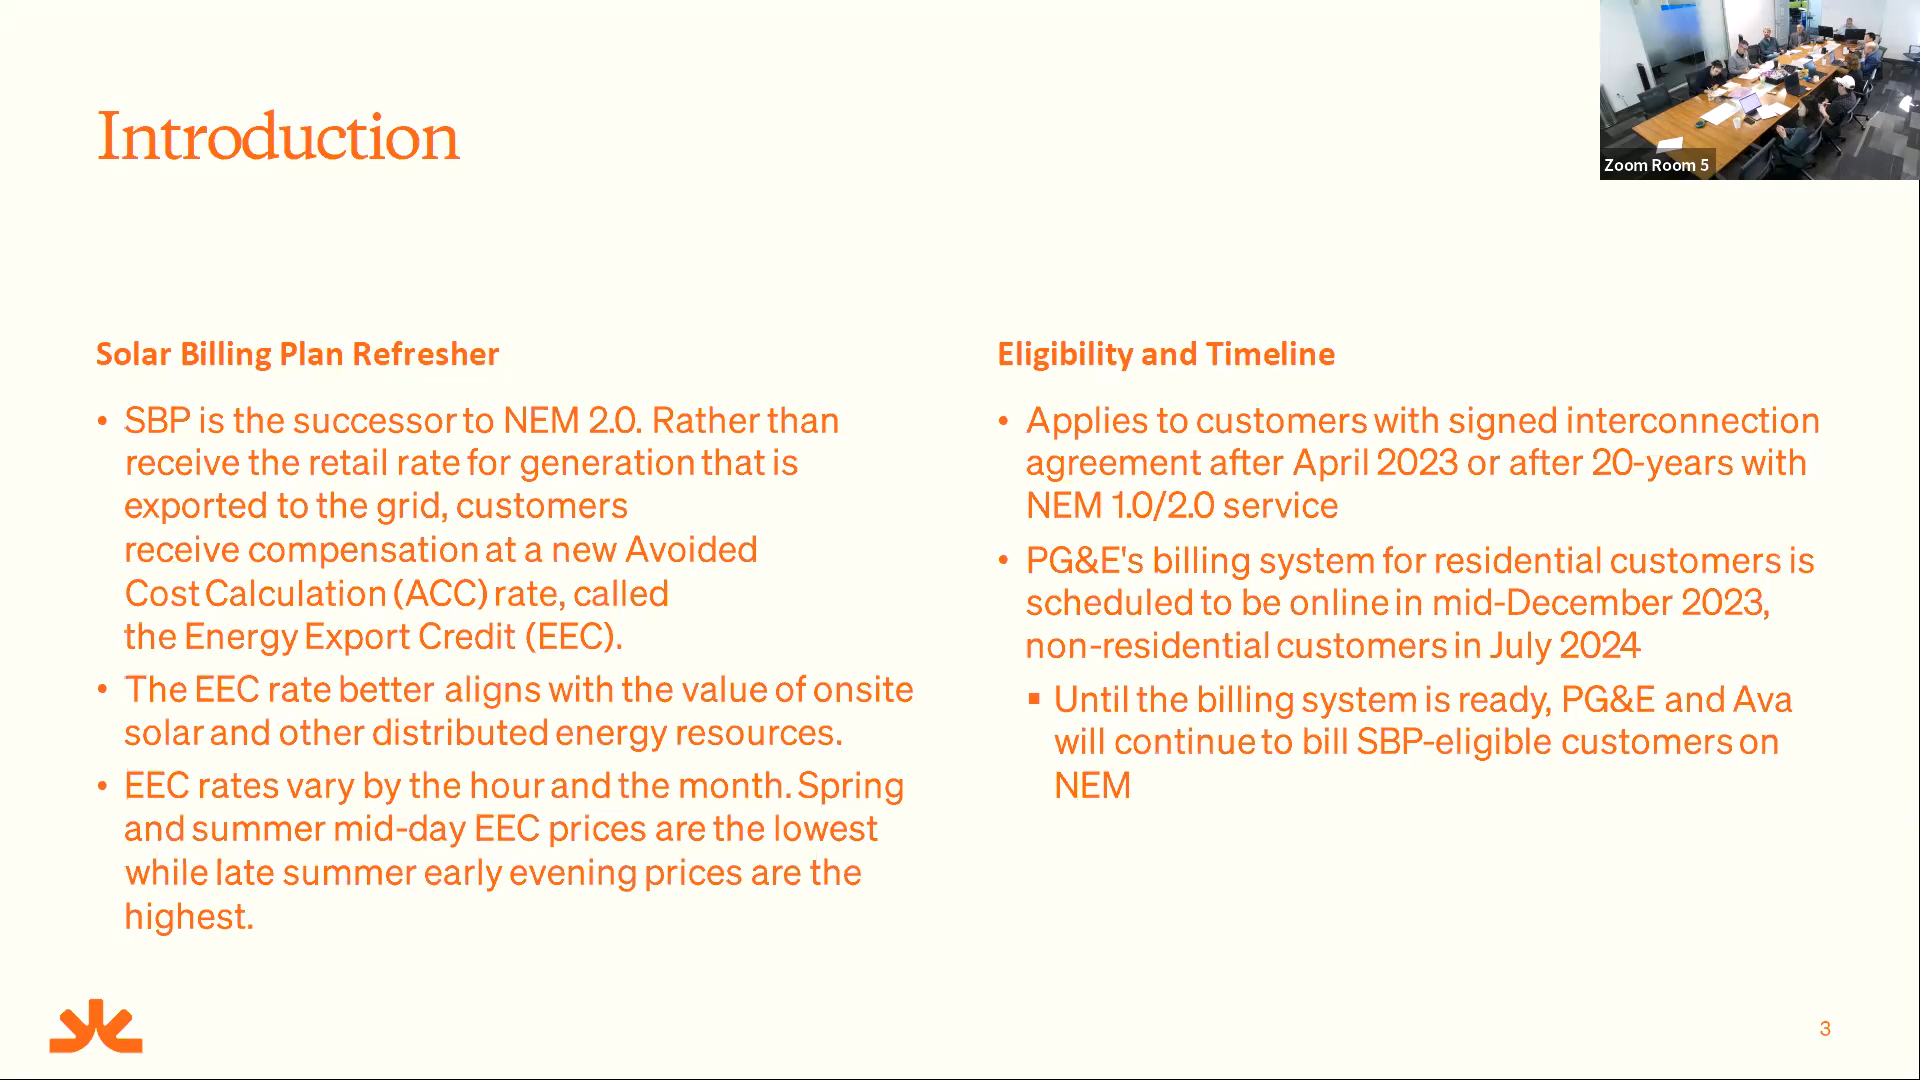 Introduction
Zoom Room 5
Solar Billing Plan Refresher
• SBP is the successor to NEM 2.0. Rather than
receive the retail rate for generation that is
exported to the grid, customers
receive compensation at a new Avoided
Cost Calculation (ACC) rate, called
the Energy Export Credit (EEC).
• The EEC rate better aligns with the value of onsite
solar and other distributed energy resources.
• EEC rates vary by the hour and the month. Spring
and summer mid-day EEC prices are the lowest
while late summer early evening prices are the
highest.
Eligibility and Timeline
• Applies to customers with signed interconnection
agreement after April 2023 or after 20-years with
NEM 1.0/2.0 service
• PG&E's billing system for residential customers is
scheduled to be online in mid-December 2023,
non-residential customers in July 2024
▪ Until the billing system is ready, PG&E and Ava
will continue to bill SBP-eligible customers on
NEM
3